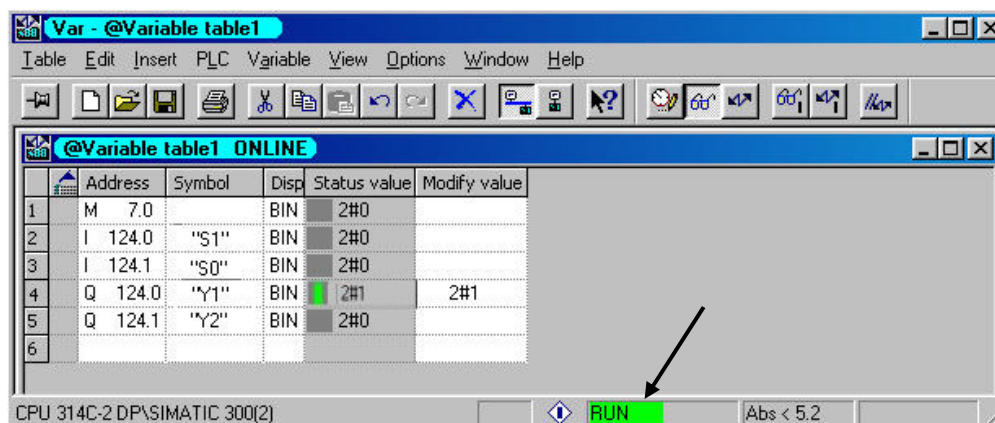 Var - @Variable table1
Table Edit Insert PLC Variable View Options Window Help
@Variable table1 ONLINE
Address Symbol Disp Status value Modify value
1 M 7.0 BIN 2#0
2 I 124.0 "S1" BIN 2#0
3 I 124.1 "S0" BIN 2#0
4 Q 124.0 "Y1" BIN 2#1 2#1
5 Q 124.1 "Y2" BIN 2#0
6
CPU 314C-2 DP\SIMATIC 300(2) RUN Abs < 5.2